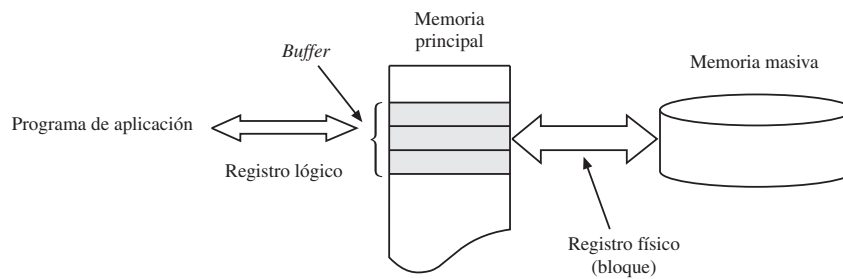 Memoria
principal
Buffer
Memoria masiva
Programa de aplicación
Registro lógico
Registro físico
(bloque)